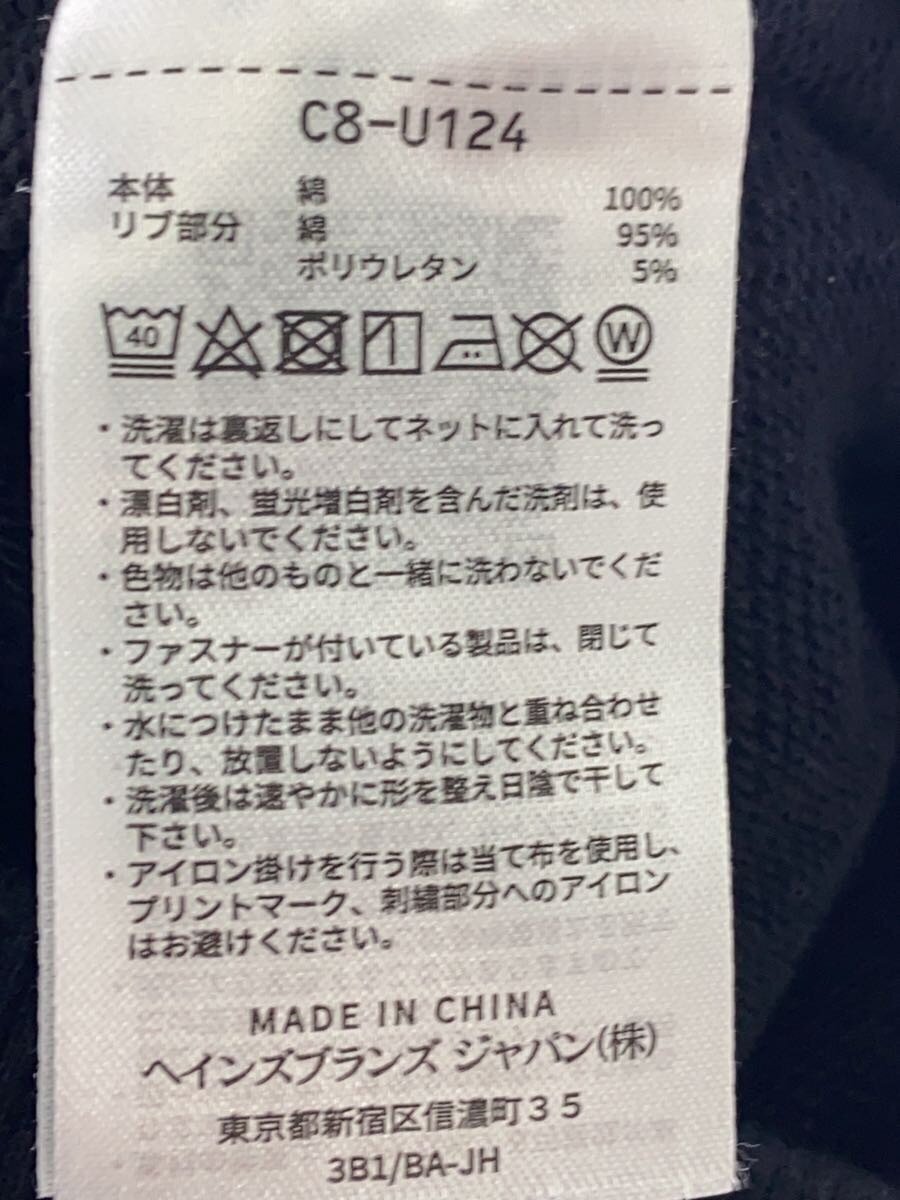 C8-U124
本体 綿 100%
リブ部分 綿 95%
ポリウレタン 5%
40 W
・洗濯は裏返しにしてネットに入れて洗っ
てください。
・漂白剤、蛍光増白剤を含んだ洗剤は、使
用しないでください。
・色物は他のものと一緒に洗わないでくだ
さい。
・ファスナーが付いている製品は、閉じて
洗ってください。
・水につけたまま他の洗濯物と重ね合わせ
たり、放置しないようにしてください。
・洗濯後は速やかに形を整え日陰で干して
下さい。
・アイロン掛けを行う際は当て布を使用し、
プリントマーク、刺繍部分へのアイロン
はお避けください。
MADE IN CHINA
ヘインズブランズ ジャパン(株)
東京都新宿区信濃町35
3B1/BA-JH